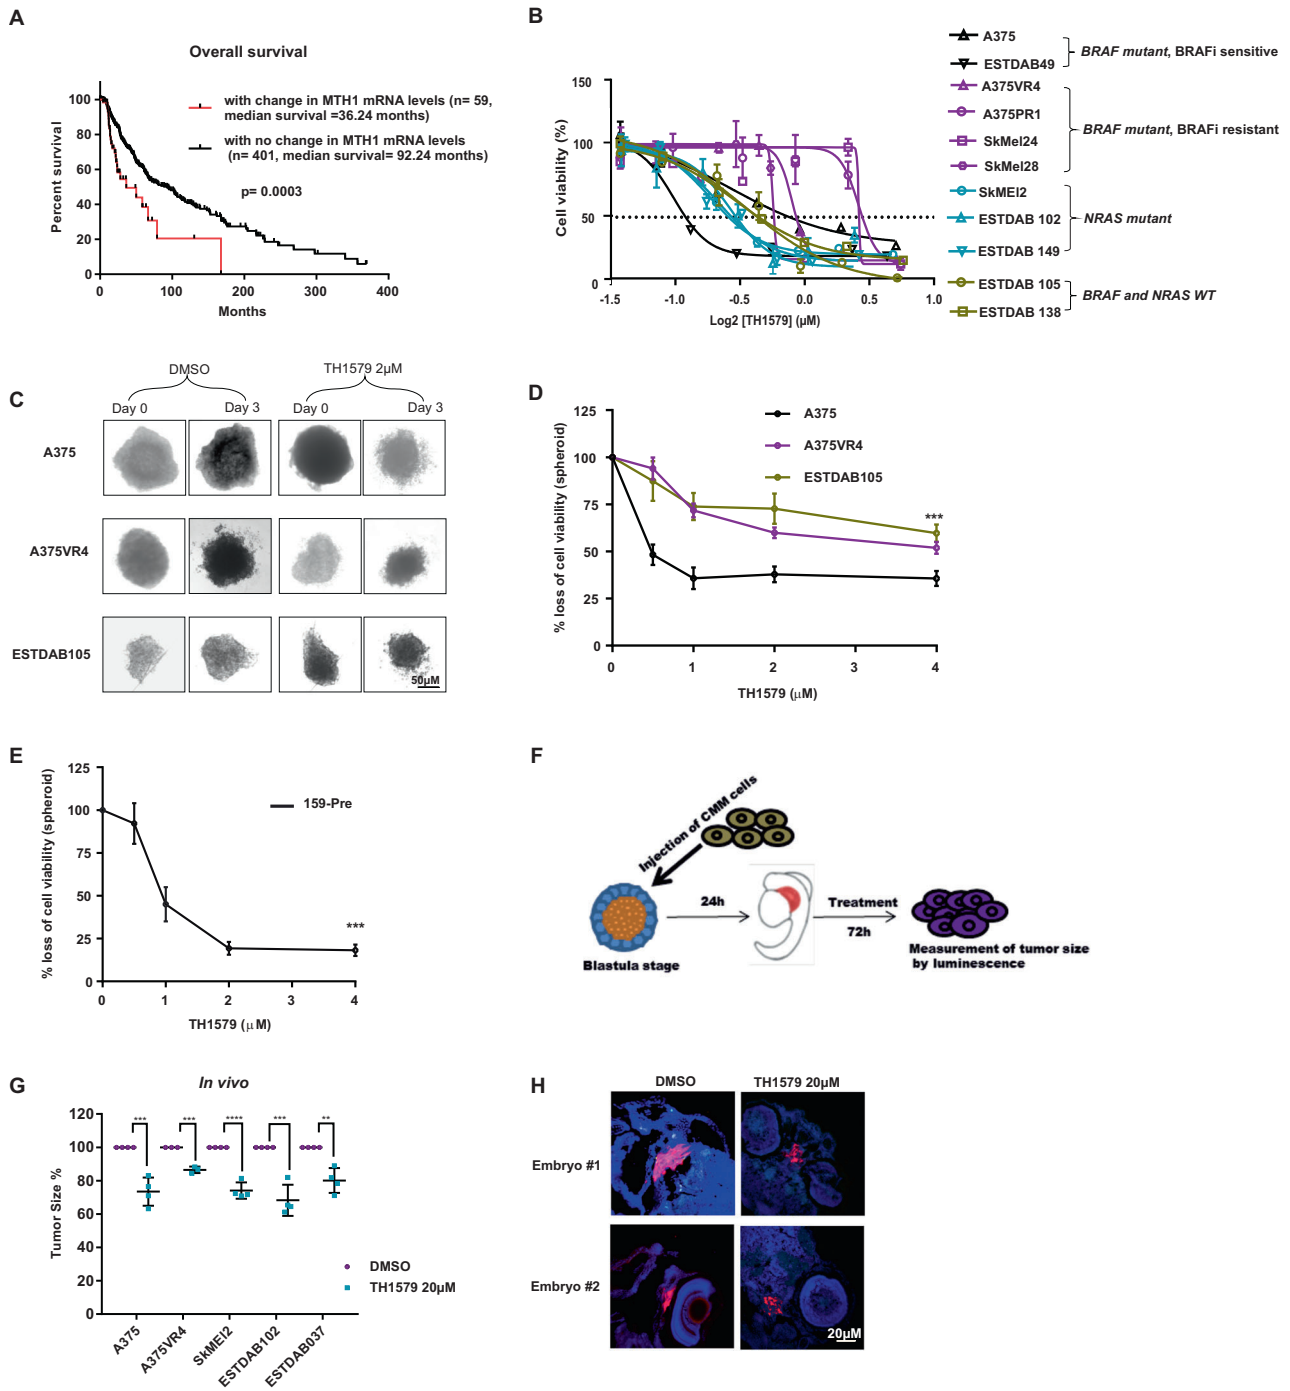 A
Overall survival
Percent survival
100
80
60
40
20
0
0
100
200
300
400
Months
with change in MTH1 mRNA levels (n= 59,
median survival =36.24 months)
with no change in MTH1 mRNA levels
(n= 401, median survival= 92.24 months)
p= 0.0003
B
Cell viability (%)
150
100
50
0
-1.5
-1.0
-0.5
0.0
0.5
1.0
Log2 [TH1579] (µM)
A375
ESTDAB49
BRAF mutant, BRAFi sensitive
A375VR4
A375PR1
SkMel24
SkMel28
BRAF mutant, BRAFi resistant
SkMEl2
ESTDAB 102
ESTDAB 149
NRAS mutant
ESTDAB 105
ESTDAB 138
BRAF and NRAS WT
C
DMSO
TH1579 2µM
Day 0
Day 3
Day 0
Day 3
A375
A375VR4
ESTDAB105
50µM
D
% loss of cell viability (spheroid)
125
100
75
50
25
0
0
1
2
3
4
TH1579 (µM)
A375
A375VR4
ESTDAB105
***
E
% loss of cell viability (spheroid)
125
100
75
50
25
0
0
1
2
3
4
TH1579 (µM)
159-Pre
***
F
Injection of CMM cells
Blastula stage
24h
Treatment
72h
Measurement of tumor size
by luminescence
G
In vivo
Tumor Size %
120
100
80
60
40
20
0
***
***
****
***
**
DMSO
TH1579 20µM
A375
A375VR4
SkMEl2
ESTDAB102
ESTDAB037
H
DMSO
TH1579 20µM
Embryo #1
Embryo #2
20µM